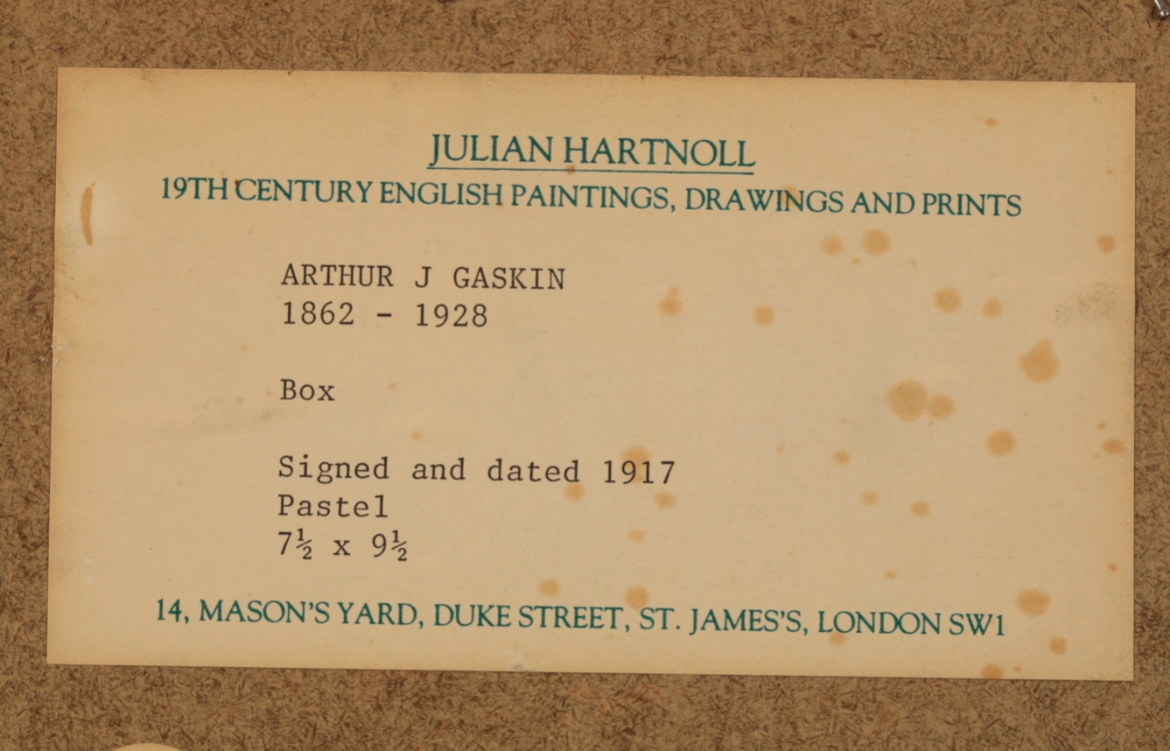 JULIAN HARTNOLL
19TH CENTURY ENGLISH PAINTINGS, DRAWINGS AND PRINTS
ARTHUR J GASKIN
1862 - 1928
Box
Signed and dated 1917
Pastel
7½ x 9½
14, MASON'S YARD, DUKE STREET, ST. JAMES'S, LONDON SW1